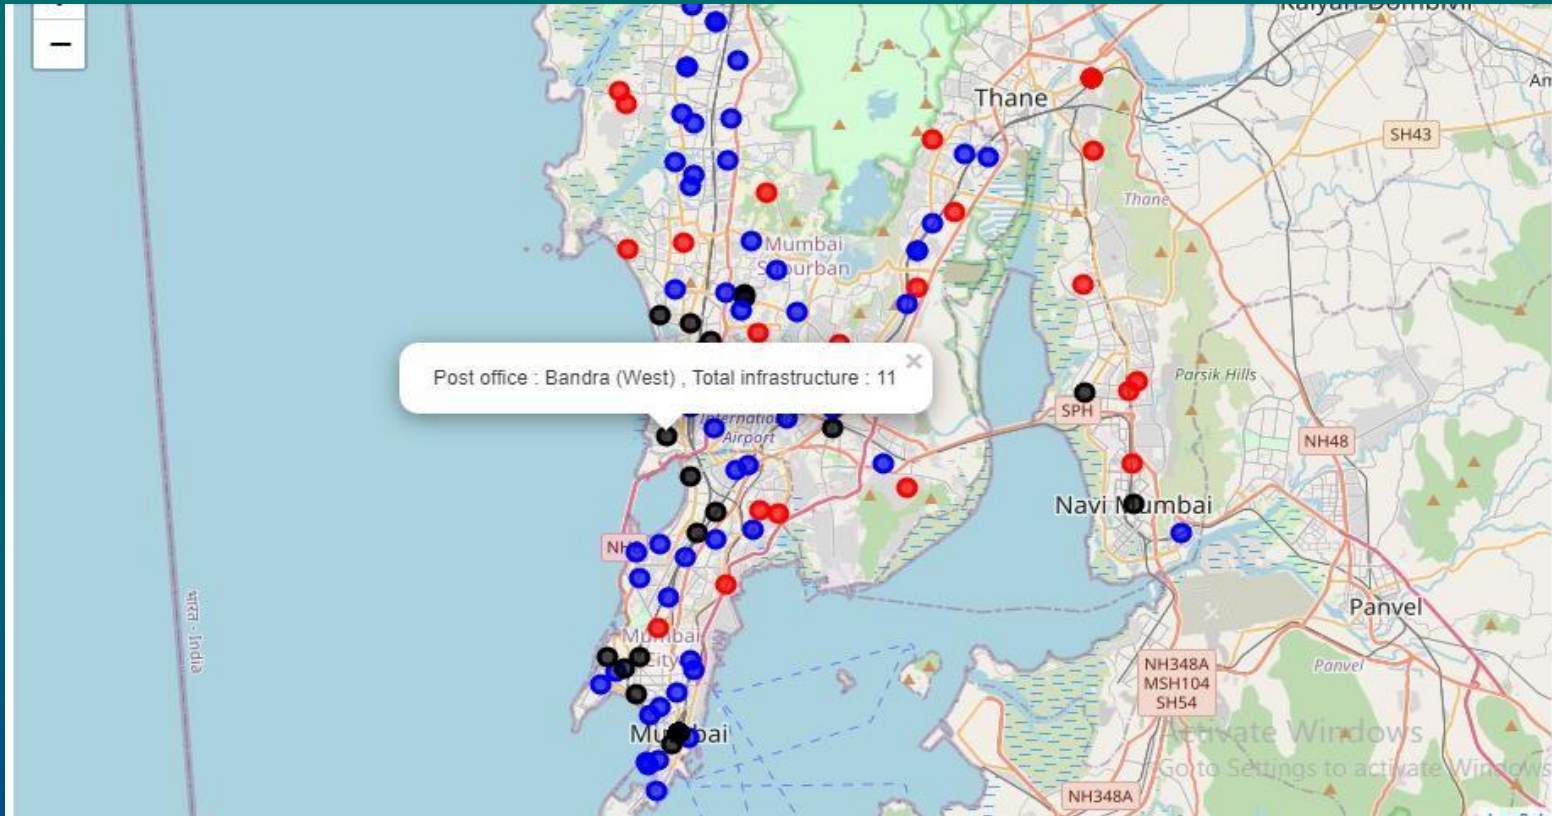 −
Kalyan-Dombivli
Thane
SH43
Thane
Mumbai
Suburban
×
Post office : Bandra (West) , Total infrastructure : 11
Parsik Hills
SPH
International
Airport
NH48
Navi Mumbai
NH
भारत - India
Panvel
Mumbai
City
Panvel
NH348A
MSH104
SH54
Mumbai
Activate Windows
Go to Settings to activate Windows
NH348A